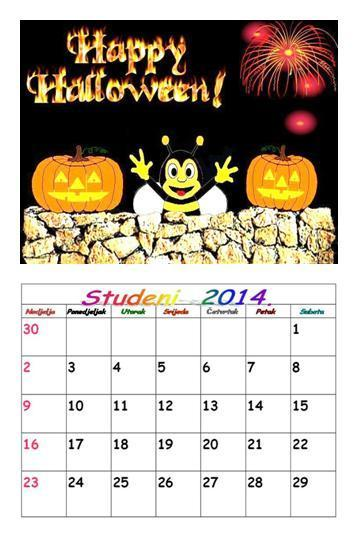 Happy
Halloween!
Studeni 2014.
Nedjelja Ponedjeljak Utorak Srijeda Četvrtak Petak Subota
30 1
2 3 4 5 6 7 8
9 10 11 12 13 14 15
16 17 18 19 20 21 22
23 24 25 26 27 28 29